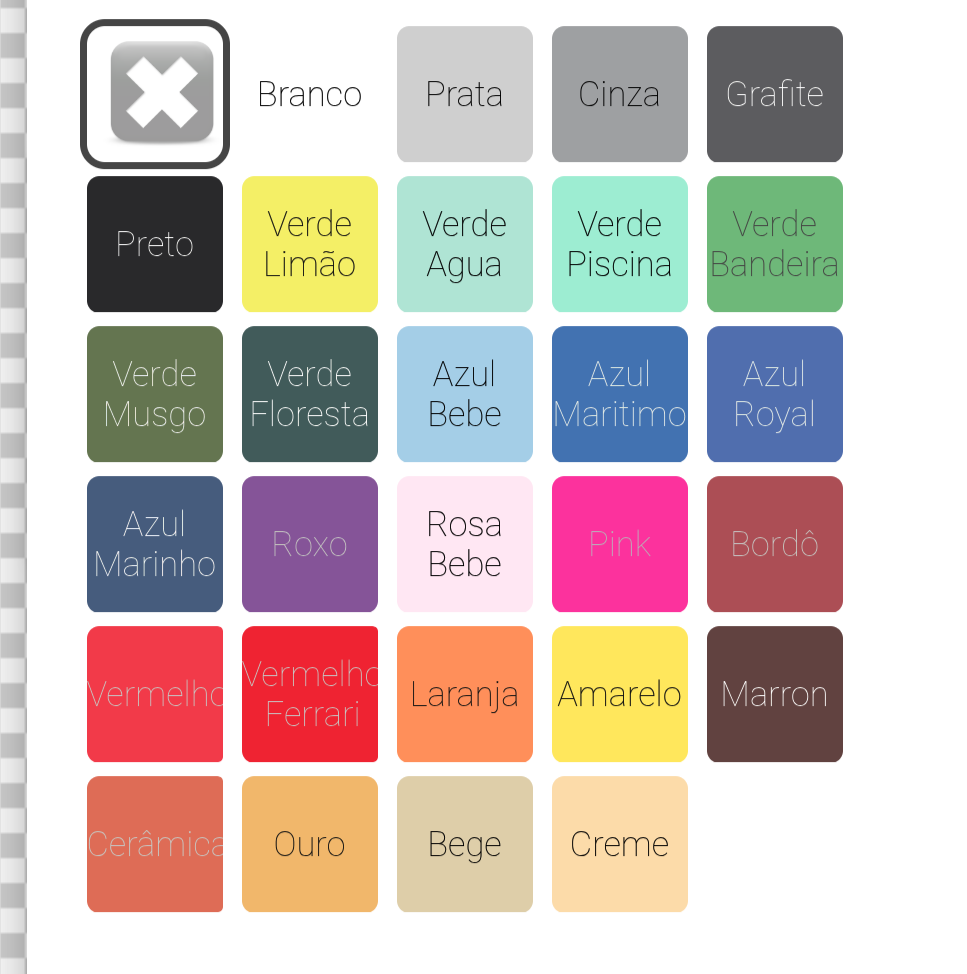 Branco
Prata
Cinza
Grafite
Preto
Verde
Limão
Verde
Agua
Verde
Piscina
Verde
Bandeira
Verde
Musgo
Verde
Floresta
Azul
Bebe
Azul
Maritimo
Azul
Royal
Azul
Marinho
Roxo
Rosa
Bebe
Pink
Bordô
Vermelho
Vermelho
Ferrari
Laranja
Amarelo
Marron
Cerâmica
Ouro
Bege
Creme